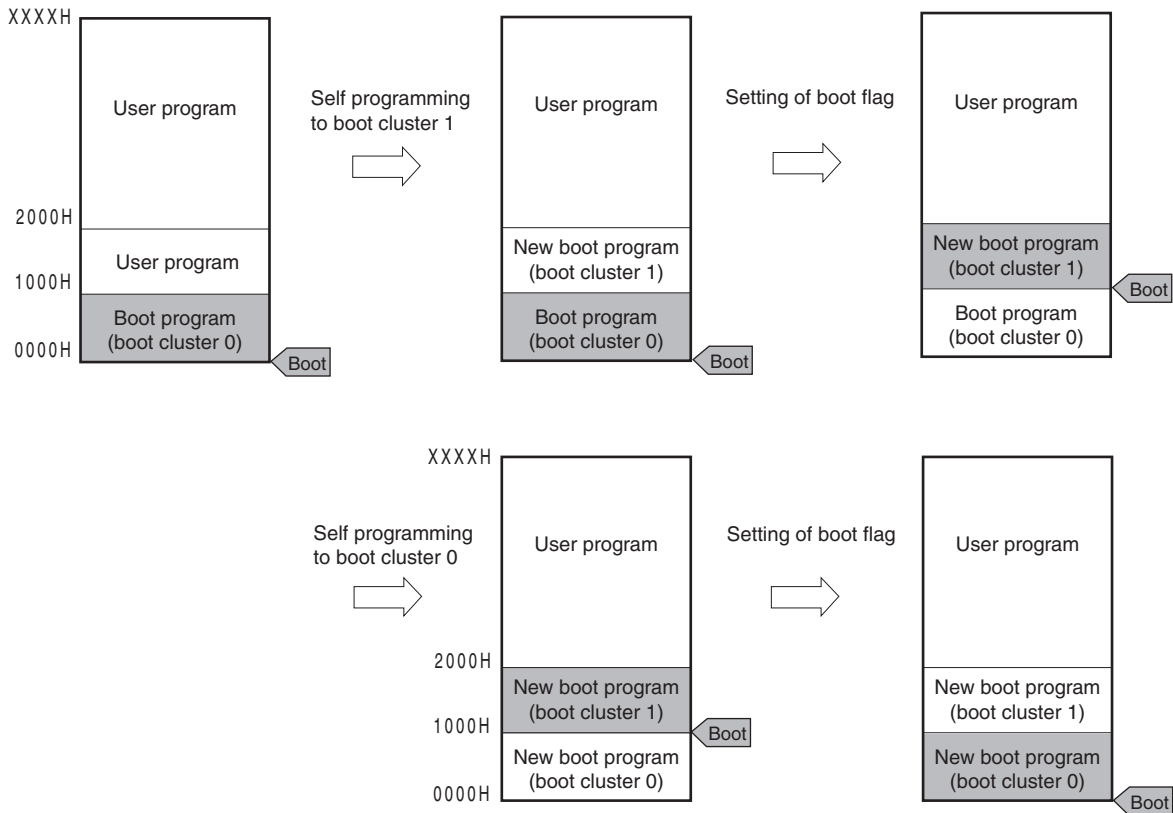 XXXXH
User program
2000H
User program
1000H
Boot program
(boot cluster 0)
0000H
Boot
Self programming
to boot cluster 1
User program
New boot program
(boot cluster 1)
Boot program
(boot cluster 0)
Boot
Setting of boot flag
User program
New boot program
(boot cluster 1)
Boot
Boot program
(boot cluster 0)
Self programming
to boot cluster 0
XXXXH
User program
2000H
New boot program
(boot cluster 1)
1000H
Boot
New boot program
(boot cluster 0)
0000H
Setting of boot flag
User program
New boot program
(boot cluster 1)
New boot program
(boot cluster 0)
Boot